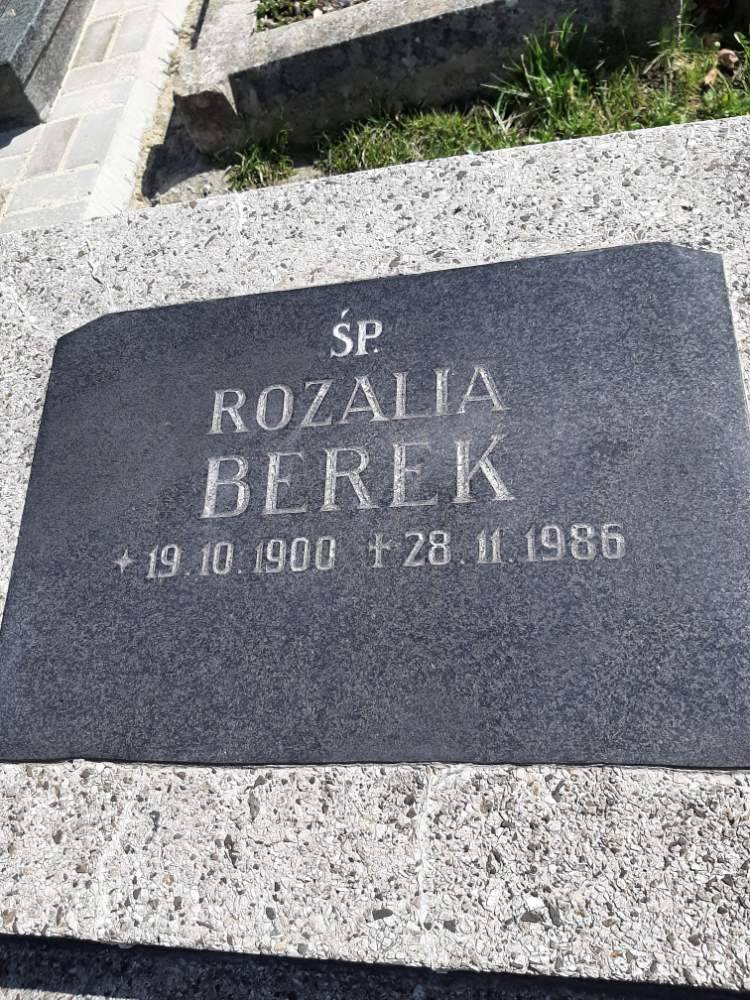 ŚP.
ROZALIA
BEREK
+19.10.1900 +28.11.1986